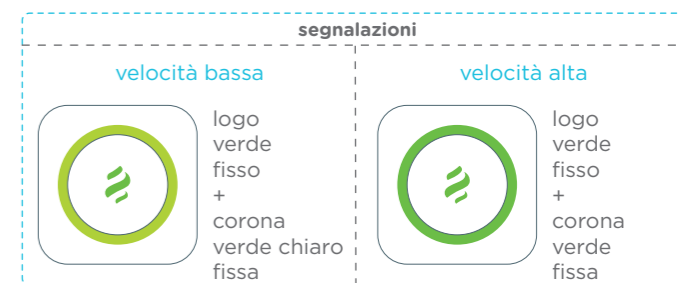 segnalazioni
velocità bassa
logo
verde
fisso
+
corona
verde chiaro
fissa
velocità alta
logo
verde
fisso
+
corona
verde
fissa